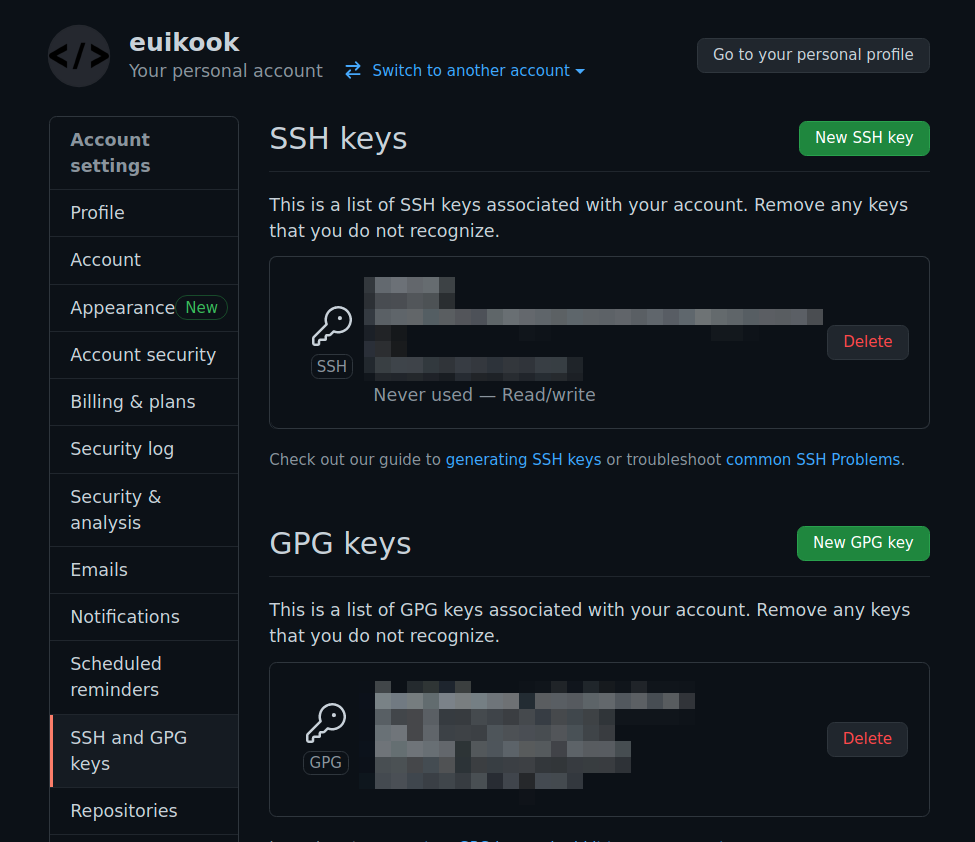 </>
euikook
Your personal account
Switch to another account
Go to your personal profile
Account
settings
Profile
Account
Appearance New
Account security
Billing & plans
Security log
Security &
analysis
Emails
Notifications
Scheduled
reminders
SSH and GPG
keys
Repositories
SSH keys
New SSH key
This is a list of SSH keys associated with your account. Remove any keys
that you do not recognize.
SSH
Never used — Read/write
Delete
Check out our guide to generating SSH keys or troubleshoot common SSH Problems.
GPG keys
New GPG key
This is a list of GPG keys associated with your account. Remove any keys
that you do not recognize.
GPG
Delete